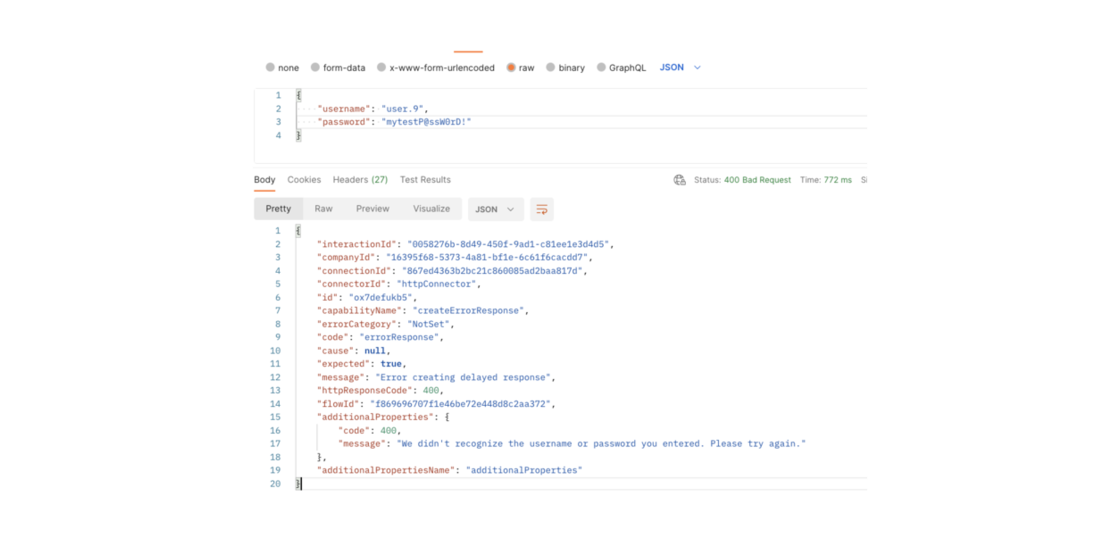 none form-data x-www-form-urlencoded raw binary GraphQL JSON
1 {
2 "username": "user.9",
3 "password": "mytestP@ssW0rD!"
4 }
Body Cookies Headers (27) Test Results Status: 400 Bad Request Time: 772 ms Si
Pretty Raw Preview Visualize JSON
1 {
2 "interactionId": "0058276b-8d49-450f-9ad1-c81ee1e3d4d5",
3 "companyId": "16395f68-5373-4a81-bf1e-6c61f6cacdd7",
4 "connectionId": "867ed4363b2bc21c860085ad2baa817d",
5 "connectorId": "httpConnector",
6 "id": "ox7defukb5",
7 "capabilityName": "createErrorResponse",
8 "errorCategory": "NotSet",
9 "code": "errorResponse",
10 "cause": null,
11 "expected": true,
12 "message": "Error creating delayed response",
13 "httpResponseCode": 400,
14 "flowId": "f869696707f1e46be72e448d8c2aa372",
15 "additionalProperties": {
16 "code": 400,
17 "message": "We didn't recognize the username or password you entered. Please try again."
18 },
19 "additionalPropertiesName": "additionalProperties"
20 }